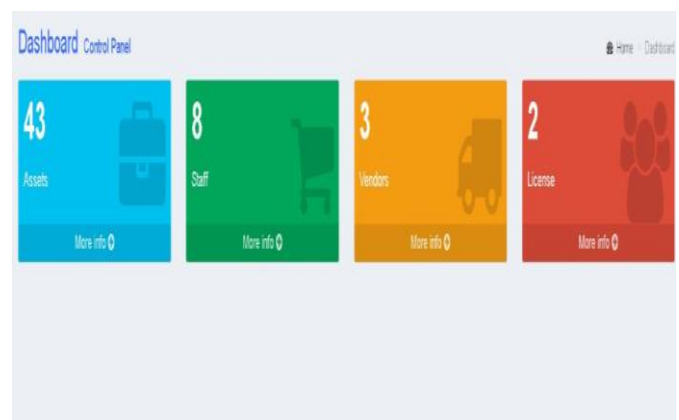 Dashboard Control Panel
Home Dashboard
43
Assets
More info
8
Staff
More info
3
Vendors
More info
2
License
More info